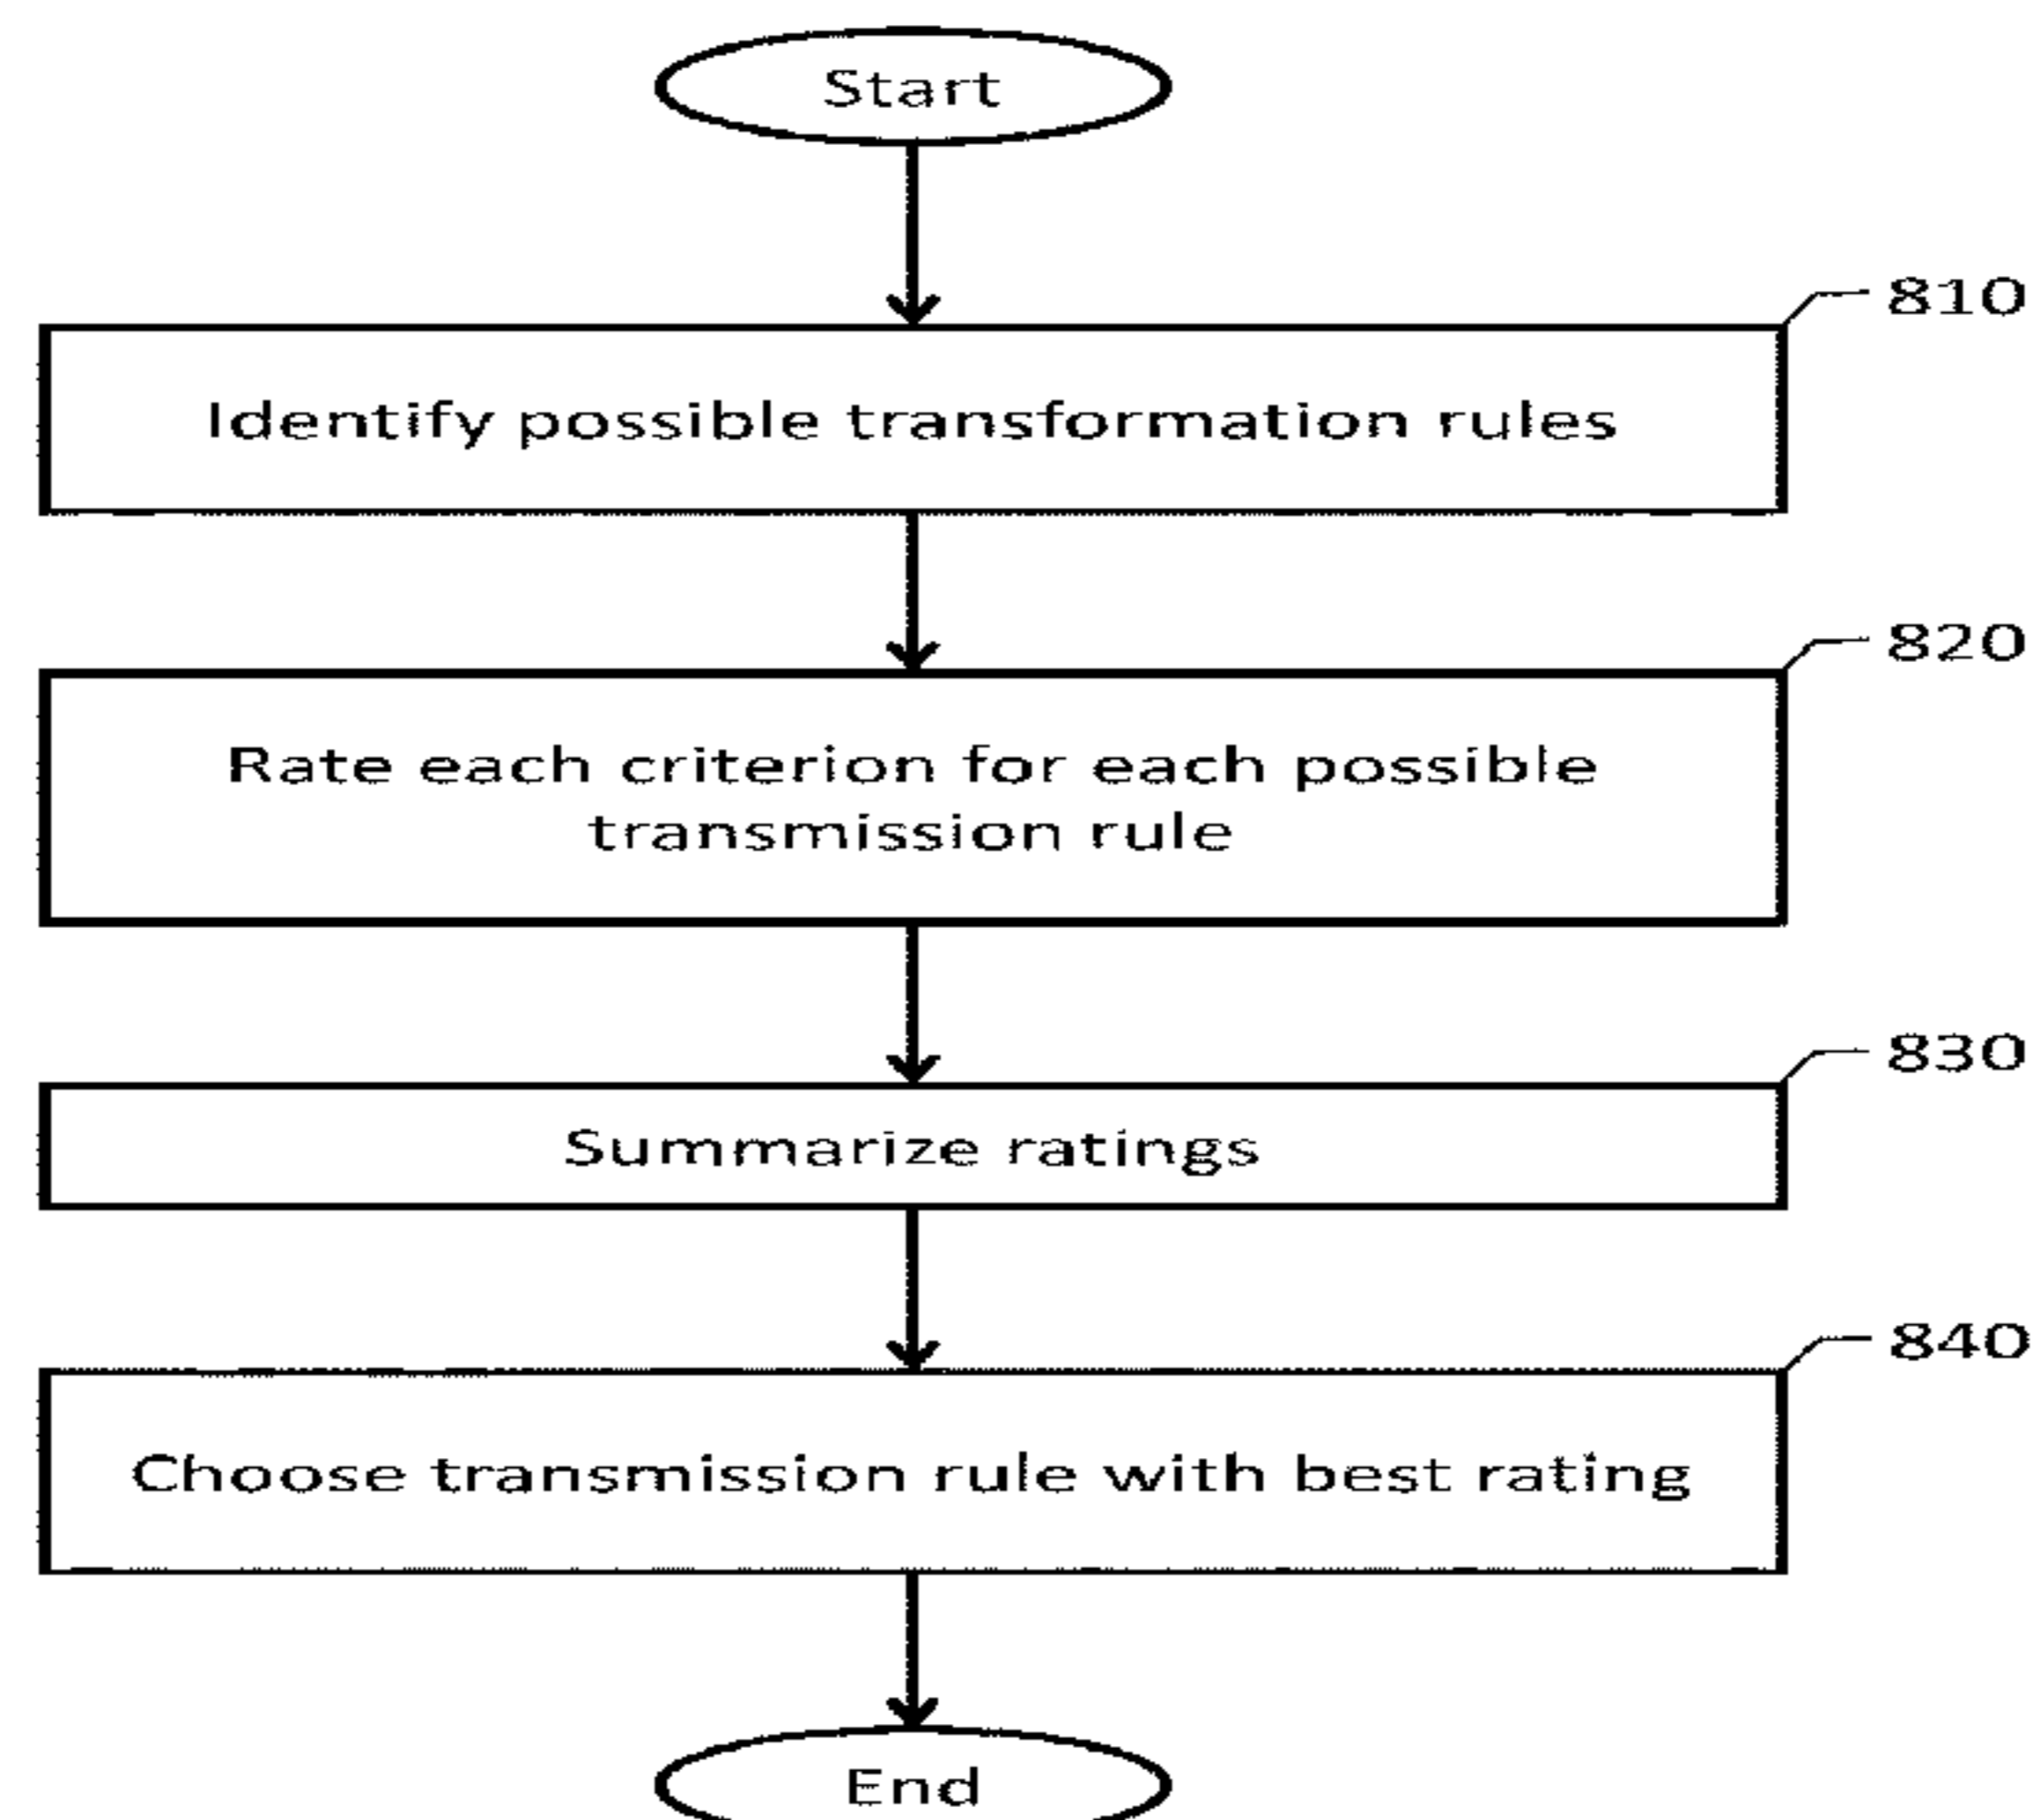 Start
810
Identify possible transformation rules
820
Rate each criterion for each possible
transmission rule
830
Summarize ratings
840
Choose transmission rule with best rating
End